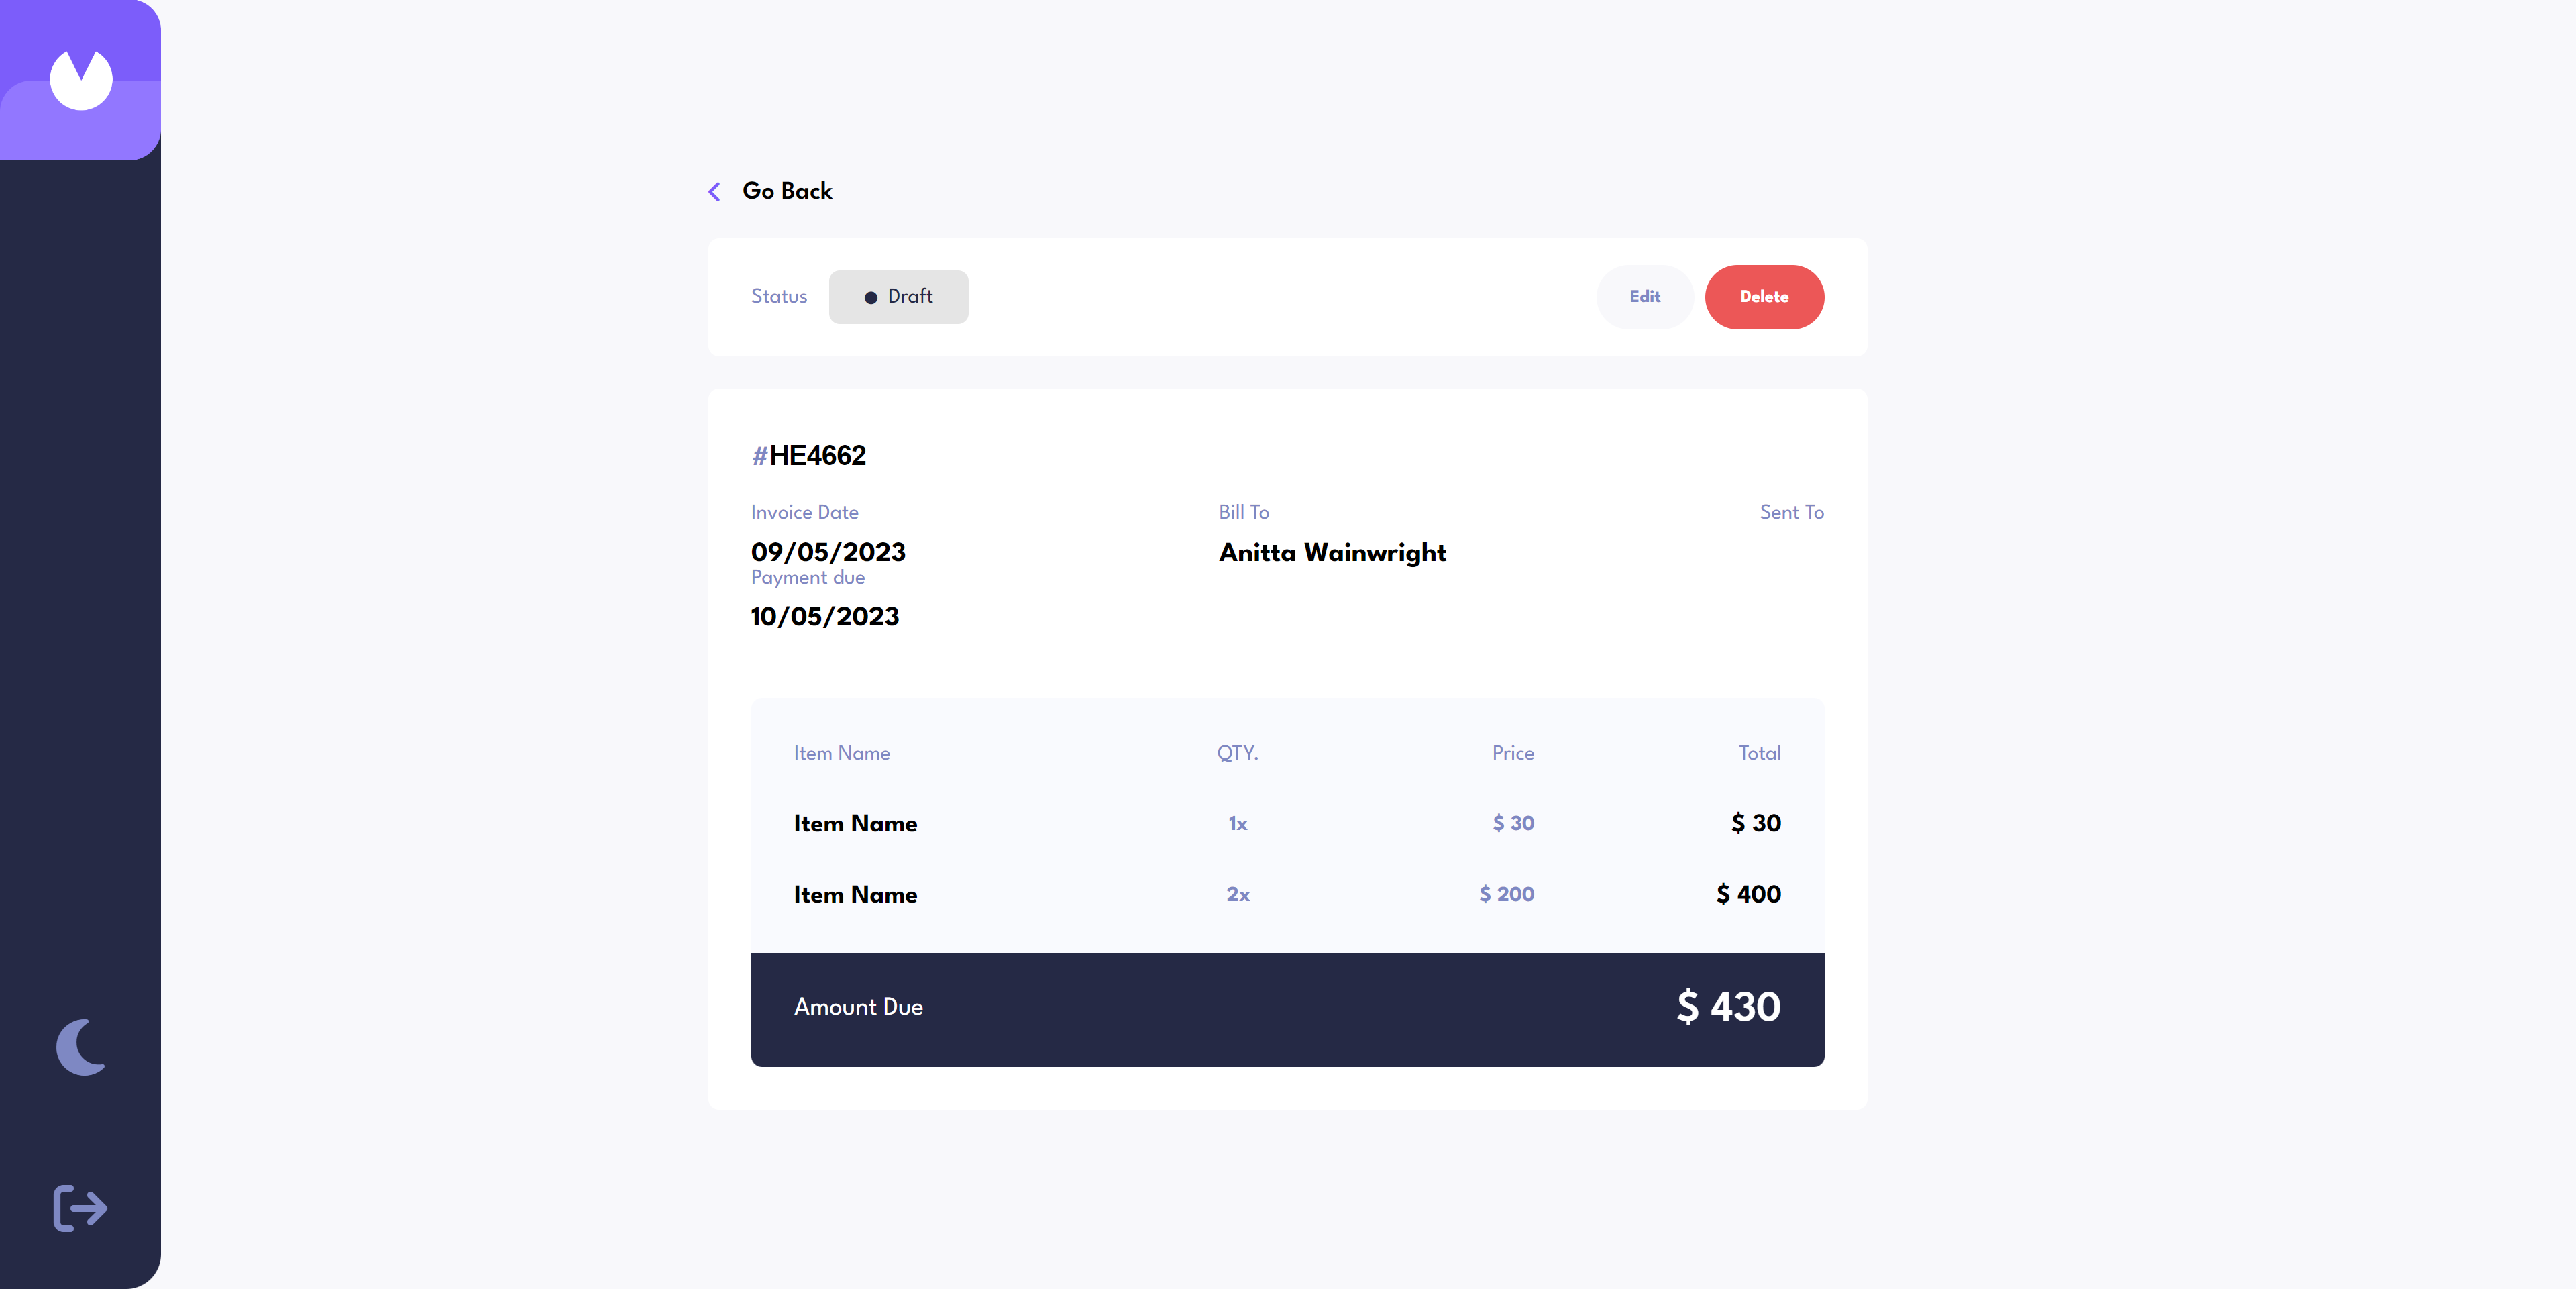 Go Back
Status
Draft
Edit
Delete
#HE4662
Invoice Date
09/05/2023
Payment due
10/05/2023
Bill To
Anitta Wainwright
Sent To
Item Name QTY. Price Total
Item Name 1x $ 30 $ 30
Item Name 2x $ 200 $ 400
Amount Due $ 430